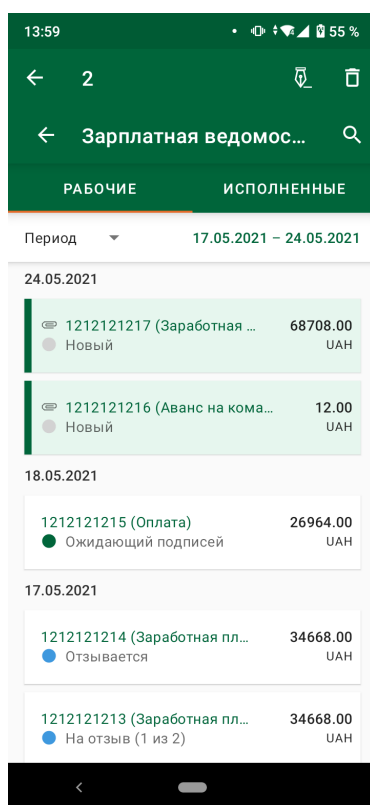 13:59
55 %
2
Зарплатная ведомос...
РАБОЧИЕ
ИСПОЛНЕННЫЕ
Период
17.05.2021 – 24.05.2021
24.05.2021
1212121217 (Заработная ...
68708.00
Новый
UAH
1212121216 (Аванс на кома...
12.00
Новый
UAH
18.05.2021
1212121215 (Оплата)
26964.00
Ожидающий подписей
UAH
17.05.2021
1212121214 (Заработная пл...
34668.00
Отзывается
UAH
1212121213 (Заработная пл...
34668.00
На отзыв (1 из 2)
UAH